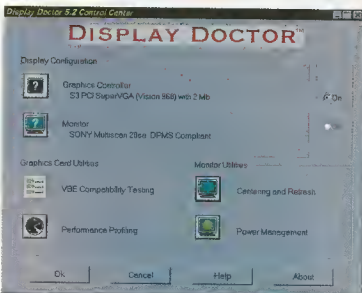 Display Doctor 5.2 Control Center
DISPLAY DOCTOR™
Display Configuration
Graphics Controller
S3 PCI SuperVGA (Vision 968) with 2 Mb
On
Monitor
SONY Multiscan 20se. DPMS Compliant
Graphics Card Utilities
Monitor Utilities
VBE Compatibility Testing
Centering and Refresh
Performance Profiling
Power Management
Ok
Cancel
Help
About